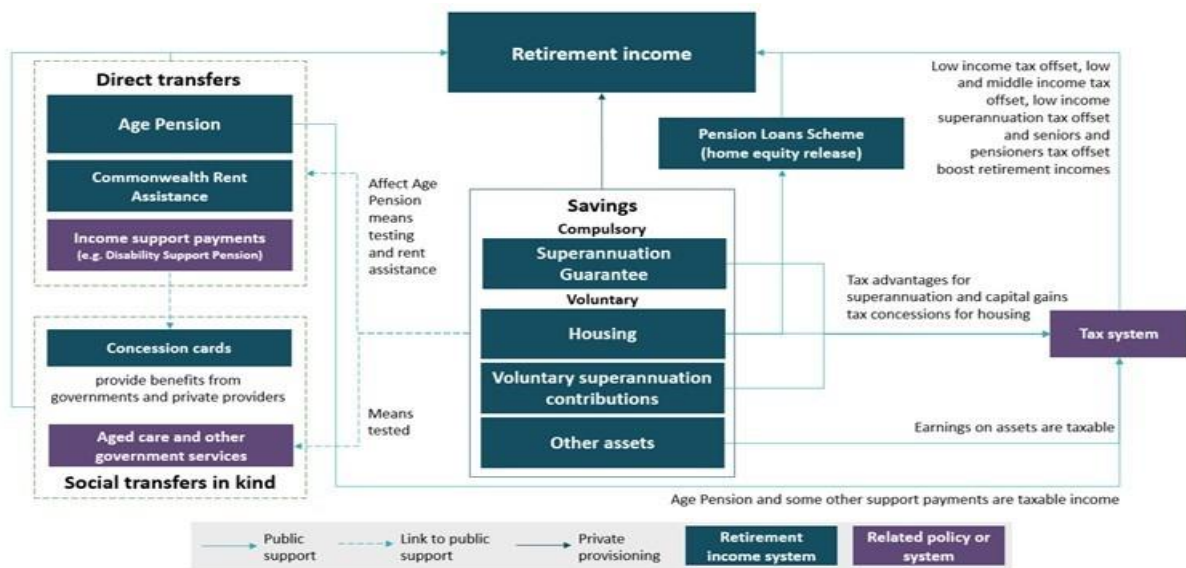 Retirement income
Direct transfers
Age Pension
Commonwealth Rent
Assistance
Income support payments
(e.g. Disability Support Pension)
Concession cards
provide benefits from
governments and private providers
Aged care and other
government services
Social transfers in kind
Affect Age
Pension
means
testing
and rent
assistance
Means
tested
Savings
Compulsory
Superannuation
Guarantee
Voluntary
Housing
Voluntary superannuation
contributions
Other assets
Pension Loans Scheme
(home equity release)
Low income tax offset, low
and middle income tax
offset, low income
superannuation tax offset
and seniors and
pensioners tax offset
boost retirement incomes
Tax advantages for
superannuation and capital gains
tax concessions for housing
Tax system
Earnings on assets are taxable
Age Pension and some other support payments are taxable income
Public
support
Link to public
support
Private
provisioning
Retirement
income system
Related policy or
system